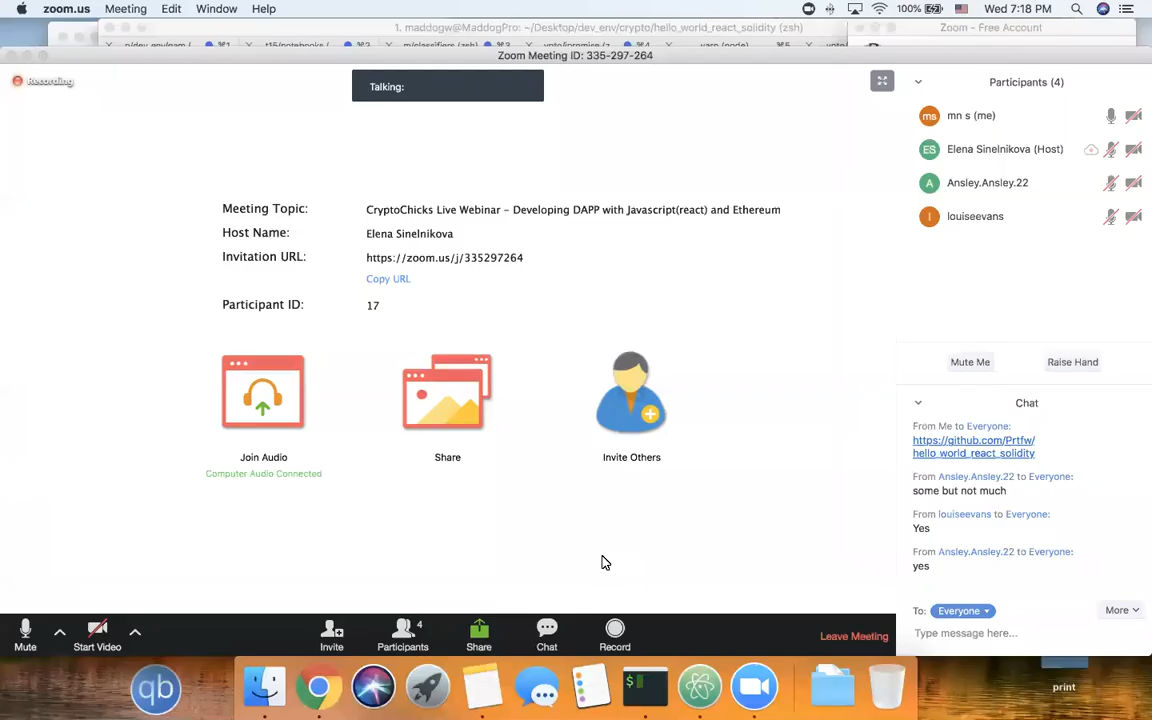 zoom.us Meeting Edit Window Help
100% Wed 7:18 PM
1. maddogw@MaddogPro: ~/Desktop/dev_env/crypto/hello_world_react_solidity (zsh)
Zoom - Free Account
Zoom Meeting ID: 335-297-264
Recording
Talking:
Meeting Topic: CryptoChicks Live Webinar - Developing DAPP with Javascript(react) and Ethereum
Host Name: Elena Sinelnikova
Invitation URL: https://zoom.us/j/335297264
Copy URL
Participant ID: 17
Join Audio
Computer Audio Connected
Share
Invite Others
Participants (4)
ms mn s (me)
ES Elena Sinelnikova (Host)
A Ansley.Ansley.22
l louiseevans
Mute Me Raise Hand
Chat
From Me to Everyone:
https://github.com/Prtfw/
hello_world_react_solidity
From Ansley.Ansley.22 to Everyone:
some but not much
From louiseevans to Everyone:
Yes
From Ansley.Ansley.22 to Everyone:
yes
To: Everyone More
Type message here...
Mute Start Video Invite Participants 4 Share Chat Record Leave Meeting
qb
print